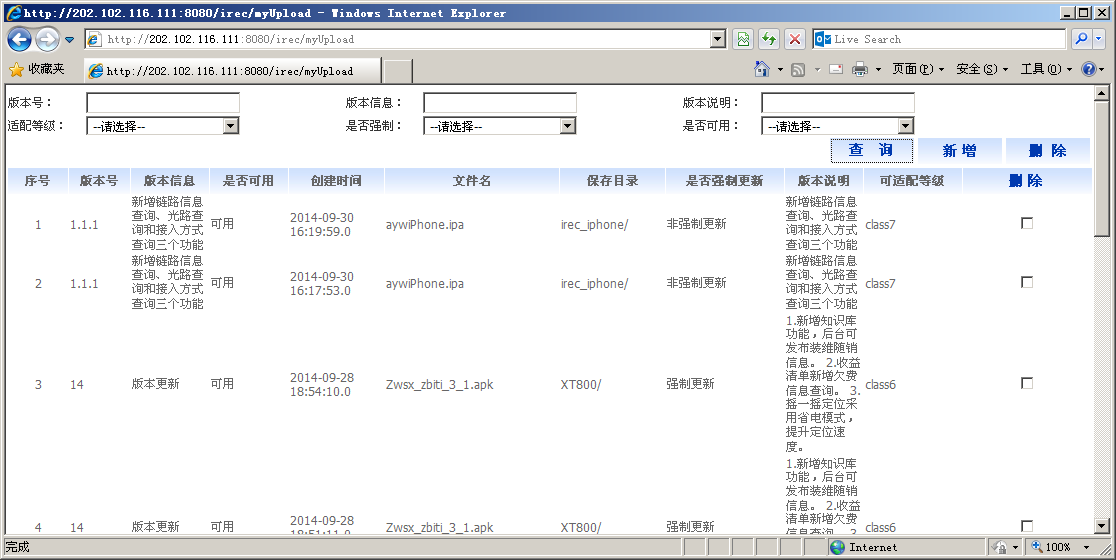 http://202.102.116.111:8080/irec/myUpload - Windows Internet Explorer
http://202.102.116.111:8080/irec/myUpload
Live Search
收藏夹
http://202.102.116.111:8080/irec/myUpload
页面(P) 安全(S) 工具(O)
版本号： 版本信息： 版本说明：
适配等级： --请选择-- 是否强制： --请选择-- 是否可用： --请选择--
查 询 新 增 删 除
序号 版本号 版本信息 是否可用 创建时间 文件名 保存目录 是否强制更新 版本说明 可适配等级 删 除
1 1.1.1
新增链路信息
查询、光路查
询和接入方式
查询三个功能
可用
2014-09-30
16:19:59.0
aywiPhone.ipa irec_iphone/ 非强制更新
新增链路信息
查询、光路查
询和接入方式
查询三个功能
class7
2 1.1.1
新增链路信息
查询、光路查
询和接入方式
查询三个功能
可用
2014-09-30
16:17:53.0
aywiPhone.ipa irec_iphone/ 非强制更新
新增链路信息
查询、光路查
询和接入方式
查询三个功能
class7
3 14 版本更新 可用
2014-09-28
18:54:10.0
Zwsx_zbiti_3_1.apk XT800/ 强制更新
1.新增知识库
功能，后台可
发布装维随销
信息。 2.收益
清单新增欠费
信息查询。 3.
摇一摇定位采
用省电模式，
提升定位速
度。
class6
4 14 版本更新 可用
2014-09-28
18:51:11.0
Zwsx_zbiti_3_1.apk XT800/ 强制更新
1.新增知识库
功能，后台可
发布装维随销
信息。 2.收益
清单新增欠费
信息查询。 3.
class6
完成 Internet 100%